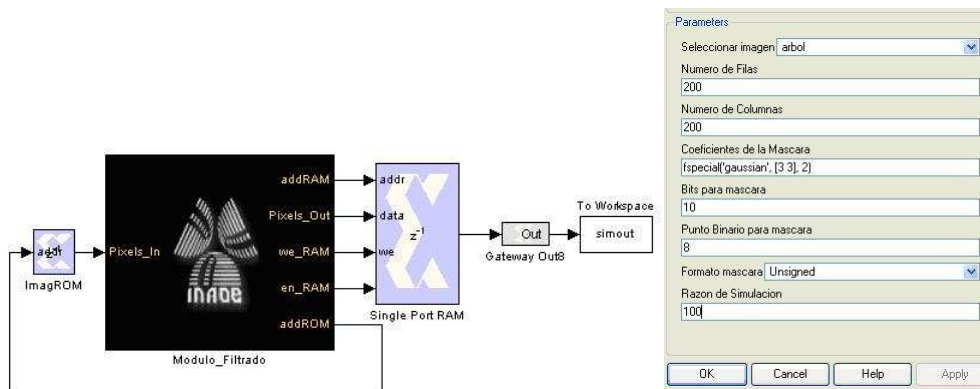 addr
ImagROM
Pixels_In
INAOE
addRAM
Pixels_Out
we_RAM
en_RAM
addROM
Modulo_Filtrado
addr
data
we
z-1
Single Port RAM
Out
Gateway Out8
To Workspace
simout
Parameters
Seleccionar imagen arbol
Numero de Filas
200
Numero de Columnas
200
Coeficientes de la Mascara
fspecial('gaussian', [3 3], 2)
Bits para mascara
10
Punto Binario para mascara
8
Formato mascara Unsigned
Razon de Simulacion
100
OK
Cancel
Help
Apply